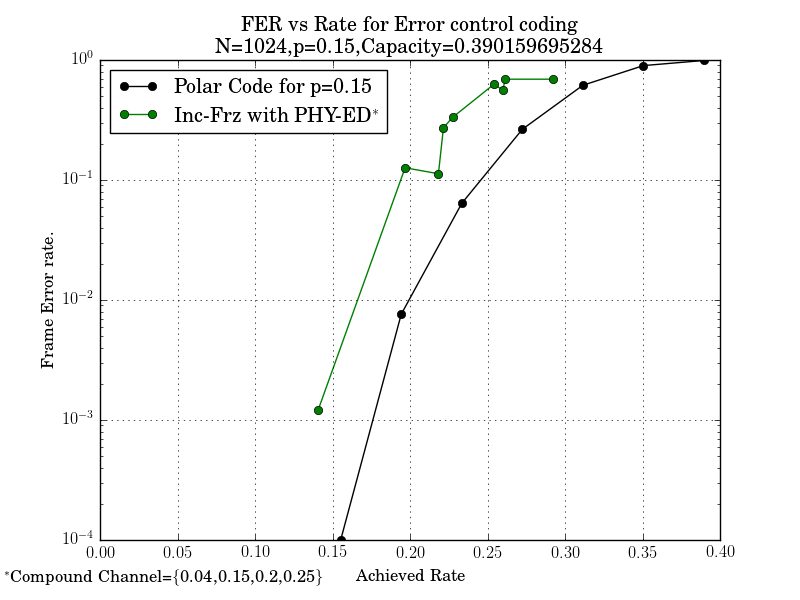 FER vs Rate for Error control coding
N=1024,p=0.15,Capacity=0.390159695284
Polar Code for p=0.15
Inc-Frz with PHY-ED*
Frame Error rate.
10⁰
10⁻¹
10⁻²
10⁻³
10⁻⁴
0.00 0.05 0.10 0.15 0.20 0.25 0.30 0.35 0.40
*Compound Channel={0.04,0.15,0.2,0.25}
Achieved Rate